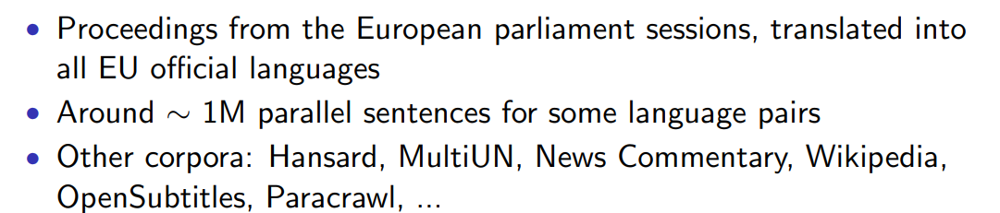 • Proceedings from the European parliament sessions, translated into
all EU official languages
• Around ∼ 1M parallel sentences for some language pairs
• Other corpora: Hansard, MultiUN, News Commentary, Wikipedia,
OpenSubtitles, Paracrawl, ...